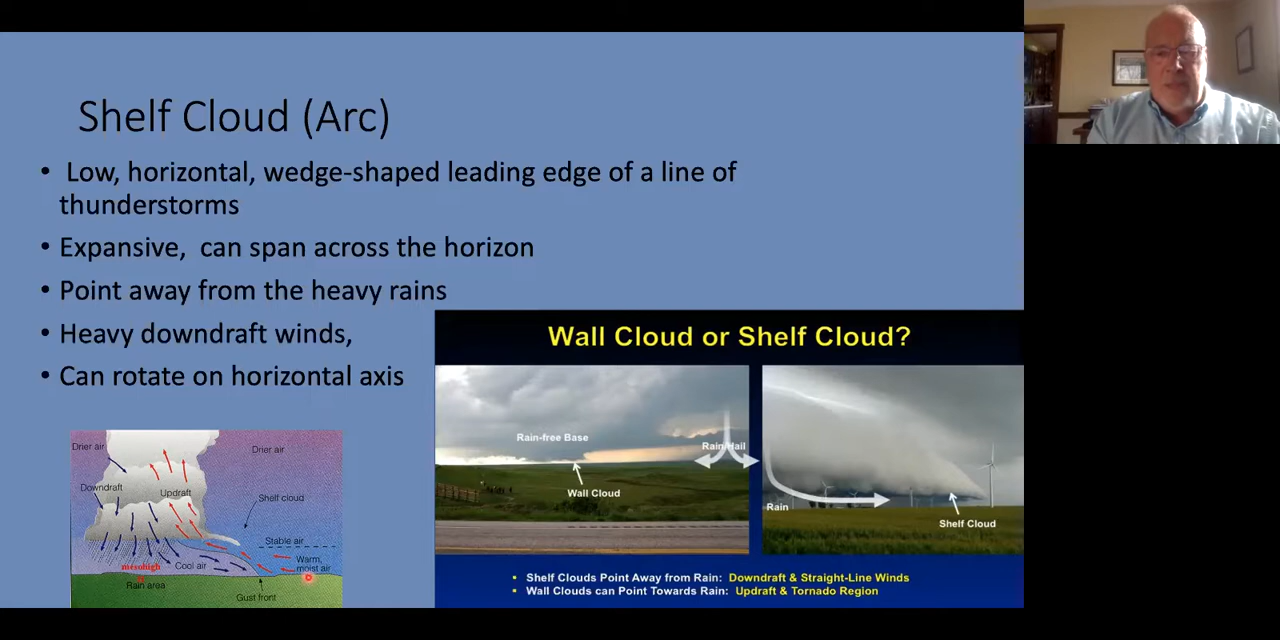 Shelf Cloud (Arc)
• Low, horizontal, wedge-shaped leading edge of a line of
thunderstorms
• Expansive, can span across the horizon
• Point away from the heavy rains
• Heavy downdraft winds,
• Can rotate on horizontal axis
Drier air
Drier air
Downdraft
Updraft
Shelf cloud
Stable air
Warm,
moist air
mesohigh
Cool air
Rain area
Gust front
Wall Cloud or Shelf Cloud?
Rain-free Base
Rain/Hail
Wall Cloud
Rain
Shelf Cloud
▪ Shelf Clouds Point Away from Rain: Downdraft & Straight-Line Winds
▪ Wall Clouds can Point Towards Rain: Updraft & Tornado Region